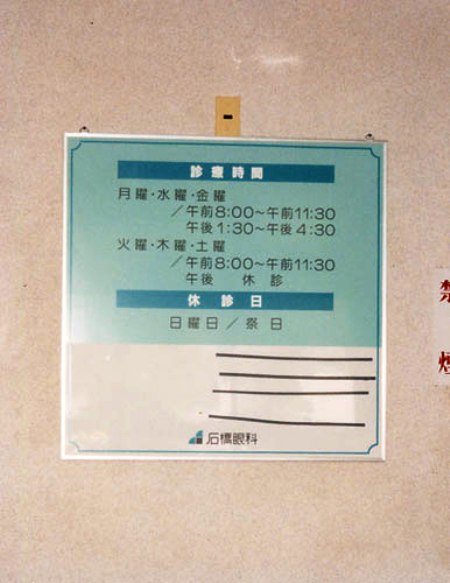 診療時間
月曜・水曜・金曜
／午前8:00～午前11:30
午後1:30～午後4:30
火曜・木曜・土曜
／午前8:00～午前11:30
午後 休診
休診日
日曜日／祭日
石橋眼科
禁
煙